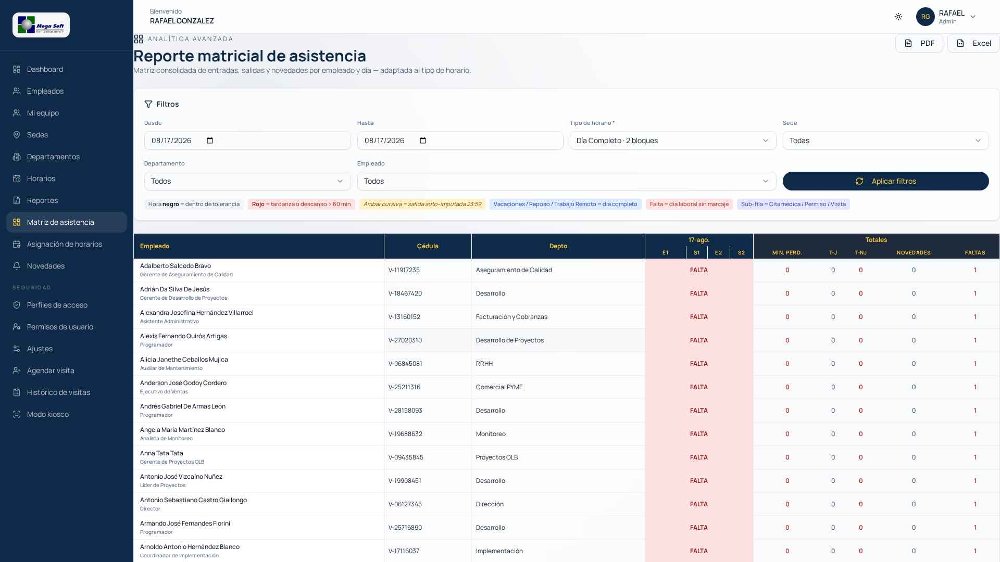 Mega Soft
Dashboard
Empleados
Mi equipo
Sedes
Departamentos
Horarios
Reportes
Matriz de asistencia
Asignación de horarios
Novedades
SEGURIDAD
Perfiles de acceso
Permisos de usuario
Ajustes
Agendar visita
Histórico de visitas
Modo kiosco
Bienvenido
RAFAEL GONZALEZ
RG
RAFAEL
Admin
ANALÍTICA AVANZADA
Reporte matricial de asistencia
Matriz consolidada de entradas, salidas y novedades por empleado y día — adaptada al tipo de horario.
PDF
Excel
Filtros
Desde
Hasta
Tipo de horario *
Sede
08/17/2026
08/17/2026
Día Completo · 2 bloques
Todas
Departamento
Empleado
Todos
Todos
Aplicar filtros
Hora negro = dentro de tolerancia
Rojo = tardanza o descanso > 60 min
Ámbar cursiva = salida auto-imputada 23:59
Vacaciones / Reposo / Trabajo Remoto = día completo
Falta = día laboral sin marcaje
Sub-fila = Cita médica / Permiso / Visita
Empleado Cédula Depto 17-ago. Totales
E1 S1 E2 S2 MIN. PERD. T-J T-NJ NOVEDADES FALTAS
Adalberto Salcedo Bravo
Gerente de Aseguramiento de Calidad
V-11917235 Aseguramiento de Calidad FALTA 0 0 0 0 1
Adrián Da Silva De Jesús
Gerente de Desarrollo de Proyectos
V-18467420 Desarrollo FALTA 0 0 0 0 1
Alexandra Josefina Hernández Villarroel
Asistente Administrativo
V-13160152 Facturación y Cobranzas FALTA 0 0 0 0 1
Alexis Fernando Quirós Artigas
Programador
V-27020310 Desarrollo de Proyectos FALTA 0 0 0 0 1
Alicia Janethe Ceballos Mujica
Auxiliar de Mantenimiento
V-06845081 RRHH FALTA 0 0 0 0 1
Anderson José Godoy Cordero
Ejecutivo de Ventas
V-25211316 Comercial PYME FALTA 0 0 0 0 1
Andrés Gabriel De Armas León
Programador
V-28158093 Desarrollo FALTA 0 0 0 0 1
Angela María Martínez Blanco
Analista de Monitoreo
V-19688632 Monitoreo FALTA 0 0 0 0 1
Anna Tata Tata
Gerente de Proyectos OLB
V-09435845 Proyectos OLB FALTA 0 0 0 0 1
Antonio José Vizcaíno Nuñez
Líder de Proyectos
V-19908451 Desarrollo FALTA 0 0 0 0 1
Antonio Sebastiano Castro Giallongo
Director
V-06127345 Dirección FALTA 0 0 0 0 1
Armando José Fernandes Fiorini
Programador
V-25716890 Desarrollo FALTA 0 0 0 0 1
Arnoldo Antonio Hernández Blanco
Coordinador de Implementación
V-17116037 Implementación FALTA 0 0 0 0 1